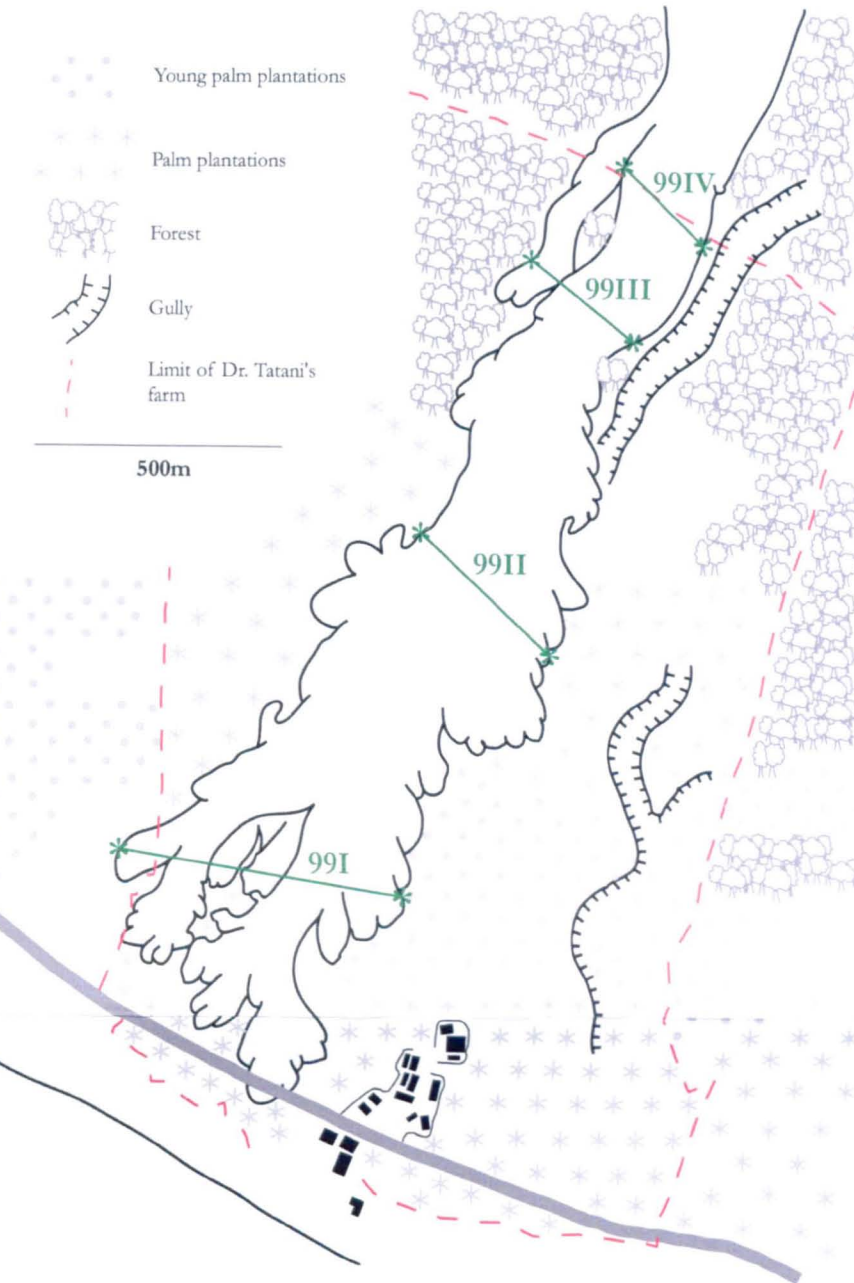 Young palm plantations
Palm plantations
Forest
Gully
Limit of Dr. Tatani's
farm
500m
99IV
99III
99II
99I